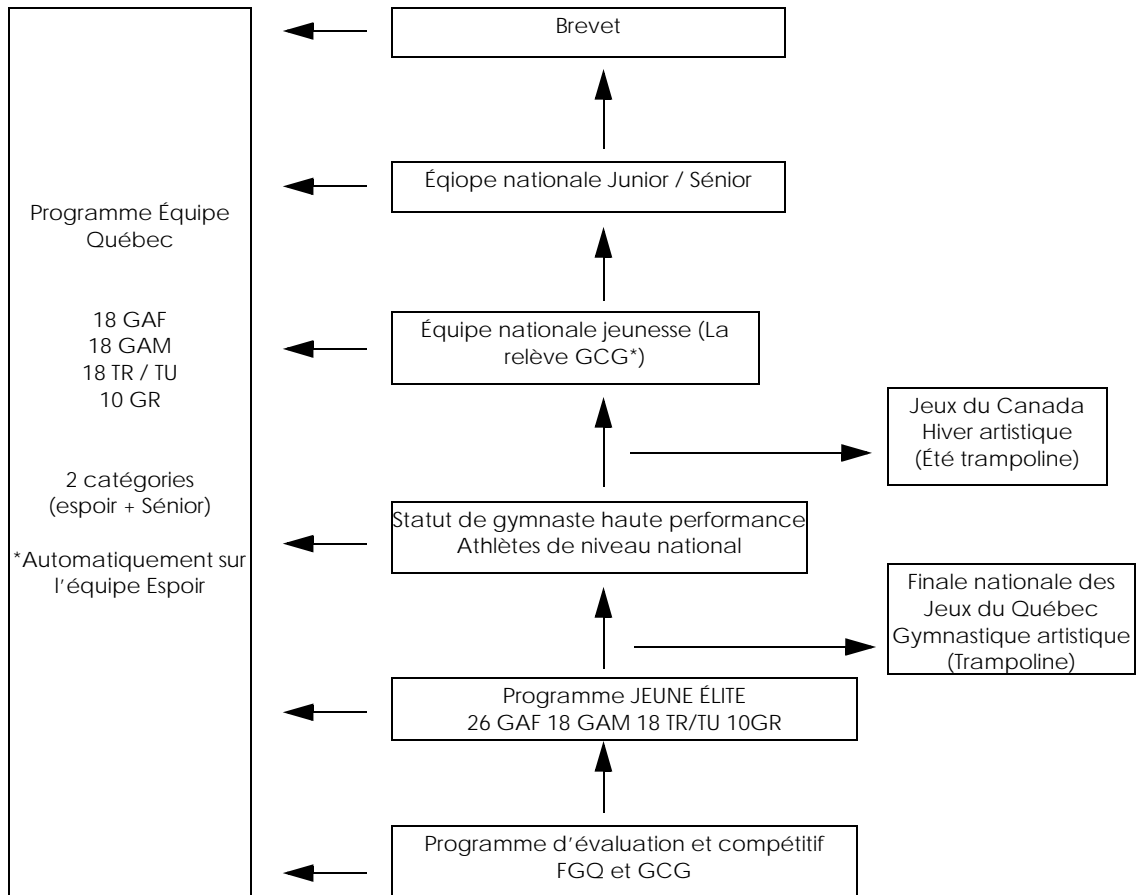 Brevet
Éqiope nationale Junior / Sénior
Programme Équipe
Québec
18 GAF
18 GAM
18 TR / TU
10 GR
2 catégories
(espoir + Sénior)
*Automatiquement sur
l'équipe Espoir
Équipe nationale jeunesse (La
relève GCG*)
Jeux du Canada
Hiver artistique
(Été trampoline)
Statut de gymnaste haute performance
Athlètes de niveau national
Finale nationale des
Jeux du Québec
Gymnastique artistique
(Trampoline)
Programme JEUNE ÉLITE
26 GAF 18 GAM 18 TR/TU 10GR
Programme d'évaluation et compétitif
FGQ et GCG